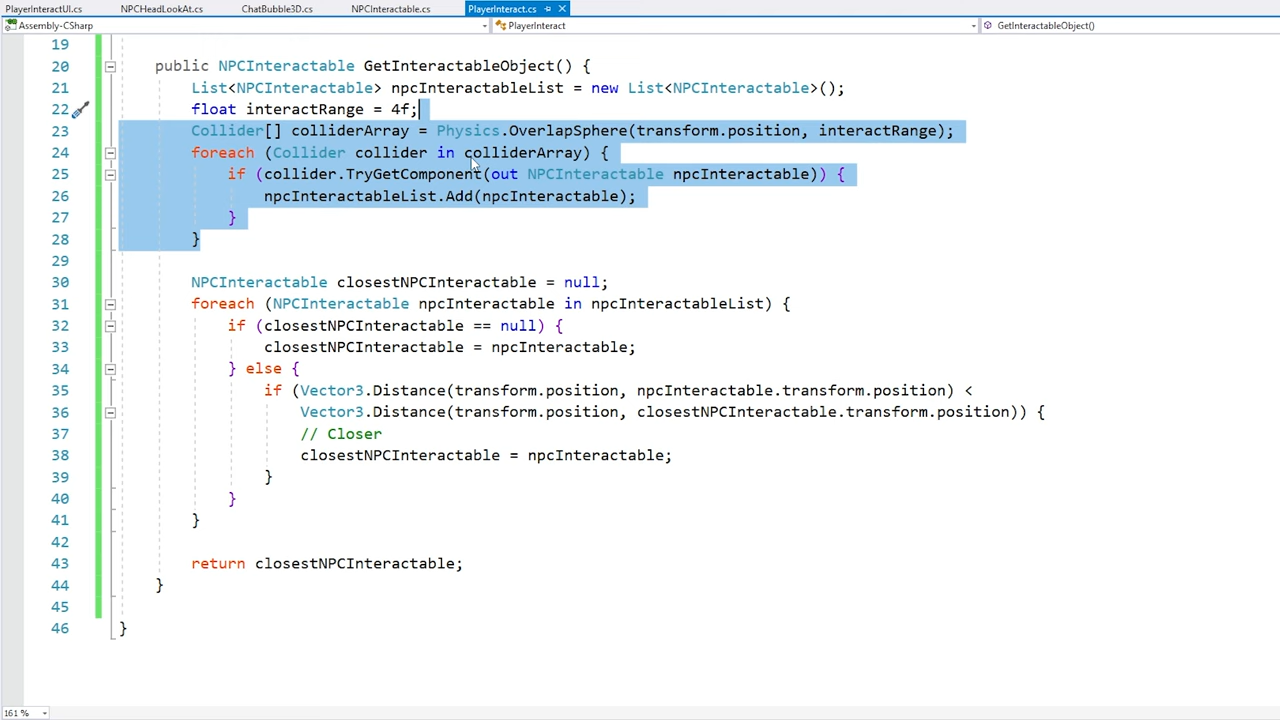 PlayerInteractUI.cs NPCHeadLookAt.cs ChatBubble3D.cs NPCInteractable.cs PlayerInteract.cs
Assembly-CSharp PlayerInteract GetInteractableObject()
19
20 public NPCInteractable GetInteractableObject() {
21 List<NPCInteractable> npcInteractableList = new List<NPCInteractable>();
22 float interactRange = 4f;
23 Collider[] colliderArray = Physics.OverlapSphere(transform.position, interactRange);
24 foreach (Collider collider in colliderArray) {
25 if (collider.TryGetComponent(out NPCInteractable npcInteractable)) {
26 npcInteractableList.Add(npcInteractable);
27 }
28 }
29
30 NPCInteractable closestNPCInteractable = null;
31 foreach (NPCInteractable npcInteractable in npcInteractableList) {
32 if (closestNPCInteractable == null) {
33 closestNPCInteractable = npcInteractable;
34 } else {
35 if (Vector3.Distance(transform.position, npcInteractable.transform.position) <
36 Vector3.Distance(transform.position, closestNPCInteractable.transform.position)) {
37 // Closer
38 closestNPCInteractable = npcInteractable;
39 }
40 }
41 }
42
43 return closestNPCInteractable;
44 }
45
46 }
161 %